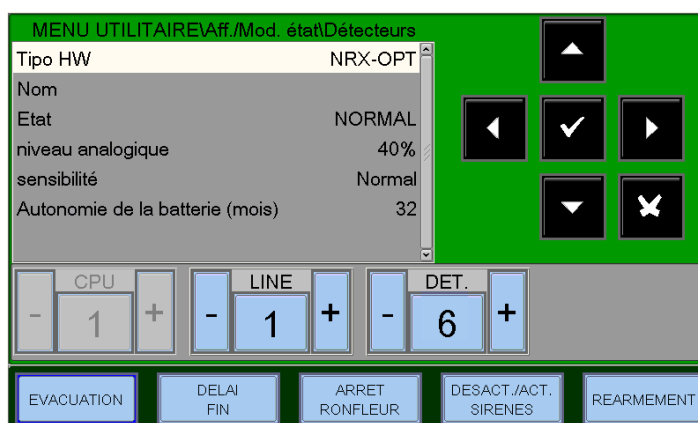 MENU UTILITAIRE\Aff./Mod. état\Détecteurs
Tipo HW NRX-OPT
Nom
Etat NORMAL
niveau analogique 40%
sensibilité Normal
Autonomie de la batterie (mois) 32
CPU LINE DET.
- 1 + - 1 + - 6 +
EVACUATION
DELAI
FIN
ARRET
RONFLEUR
DESACT./ACT.
SIRENES
REARMEMENT